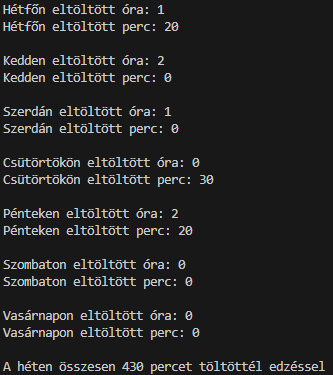 Hétfőn eltöltött óra: 1
Hétfőn eltöltött perc: 20
Kedden eltöltött óra: 2
Kedden eltöltött perc: 0
Szerdán eltöltött óra: 1
Szerdán eltöltött perc: 0
Csütörtökön eltöltött óra: 0
Csütörtökön eltöltött perc: 30
Pénteken eltöltött óra: 2
Pénteken eltöltött perc: 20
Szombaton eltöltött óra: 0
Szombaton eltöltött perc: 0
Vasárnapon eltöltött óra: 0
Vasárnapon eltöltött perc: 0
A héten összesen 430 percet töltöttél edzéssel